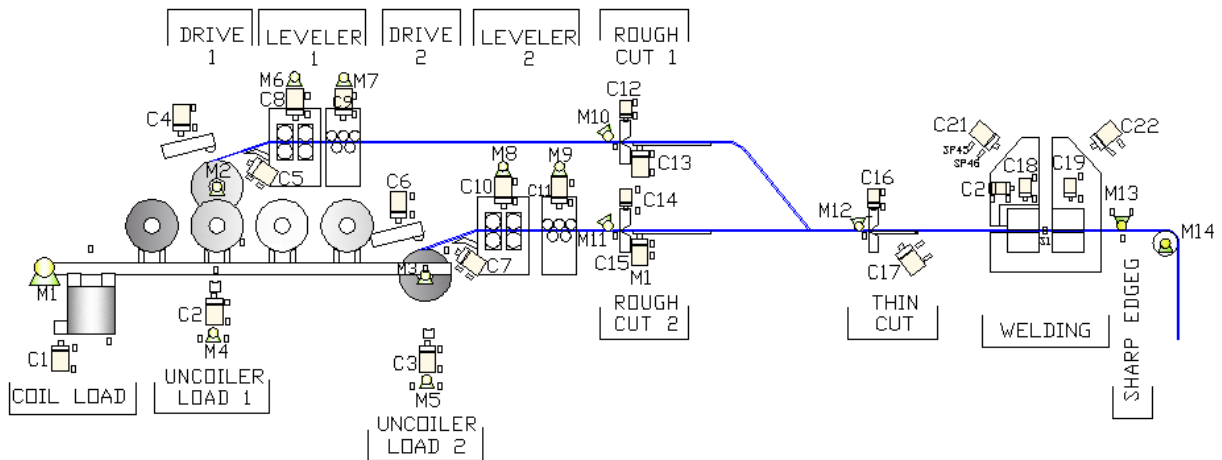 DRIVE 1
LEVELER 1
DRIVE 2
LEVELER 2
ROUGH CUT 1
M6
M7
C8
C9
C4
M2
C5
C12
M10
C13
M8
M9
C6
C10
C11
C14
M11
C7
M3
C15
M1
C16
M12
C17
C21
SP45
SP46
C22
C18
C19
C2
S1
M13
M14
M1
C2
M4
C1
C3
M5
COIL LOAD
UNCOILER LOAD 1
UNCOILER LOAD 2
ROUGH CUT 2
THIN CUT
WELDING
SHARP EDGEG